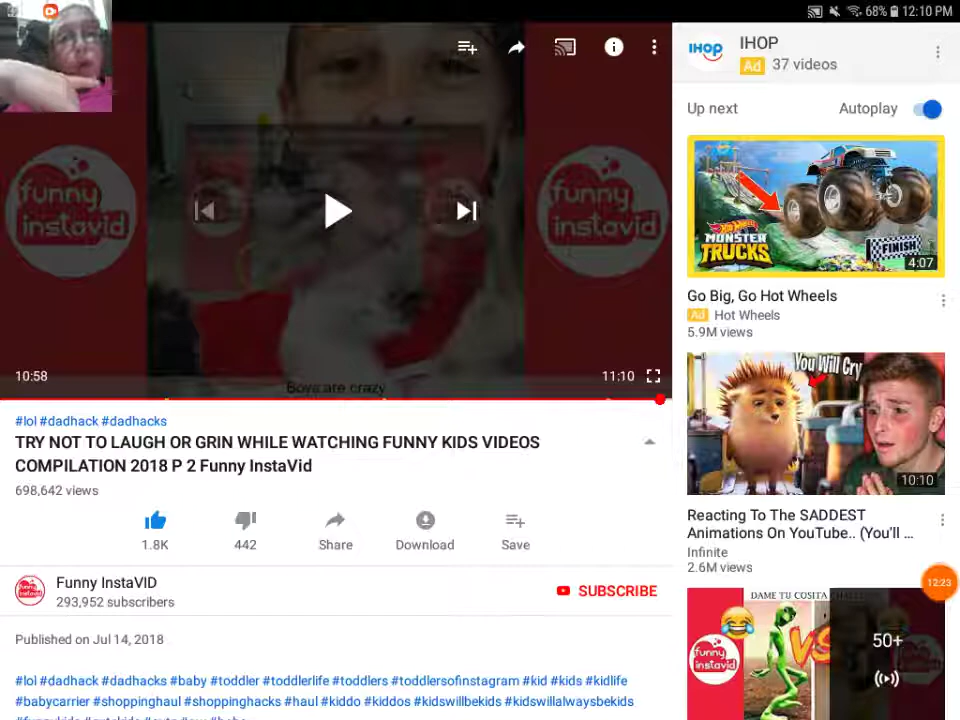 68% 12:10 PM
funny
instavid
funny
instavid
10:58
11:10
Boys are crazy
#lol #dadhack #dadhacks
TRY NOT TO LAUGH OR GRIN WHILE WATCHING FUNNY KIDS VIDEOS
COMPILATION 2018 P 2 Funny InstaVid
698,642 views
1.8K
442
Share
Download
Save
Funny InstaVID
293,952 subscribers
SUBSCRIBE
Published on Jul 14, 2018
#lol #dadhack #dadhacks #baby #toddler #toddlerlife #toddlers #toddlersofinstagram #kid #kids #kidlife
#babycarrier #shoppinghaul #shoppinghacks #haul #kiddo #kiddos #kidswillbekids #kidswillalwaysbekids
IHOP
IHOP
Ad 37 videos
Up next
Autoplay
Hot Wheels
MONSTER
TRUCKS
FINISH
4:07
Go Big, Go Hot Wheels
Ad Hot Wheels
5.9M views
You Will Cry
10:10
Reacting To The SADDEST
Animations On YouTube.. (You'll ...
Infinite
2.6M views
12:23
DAME TU COSITA
funny
instavid
VS
50+